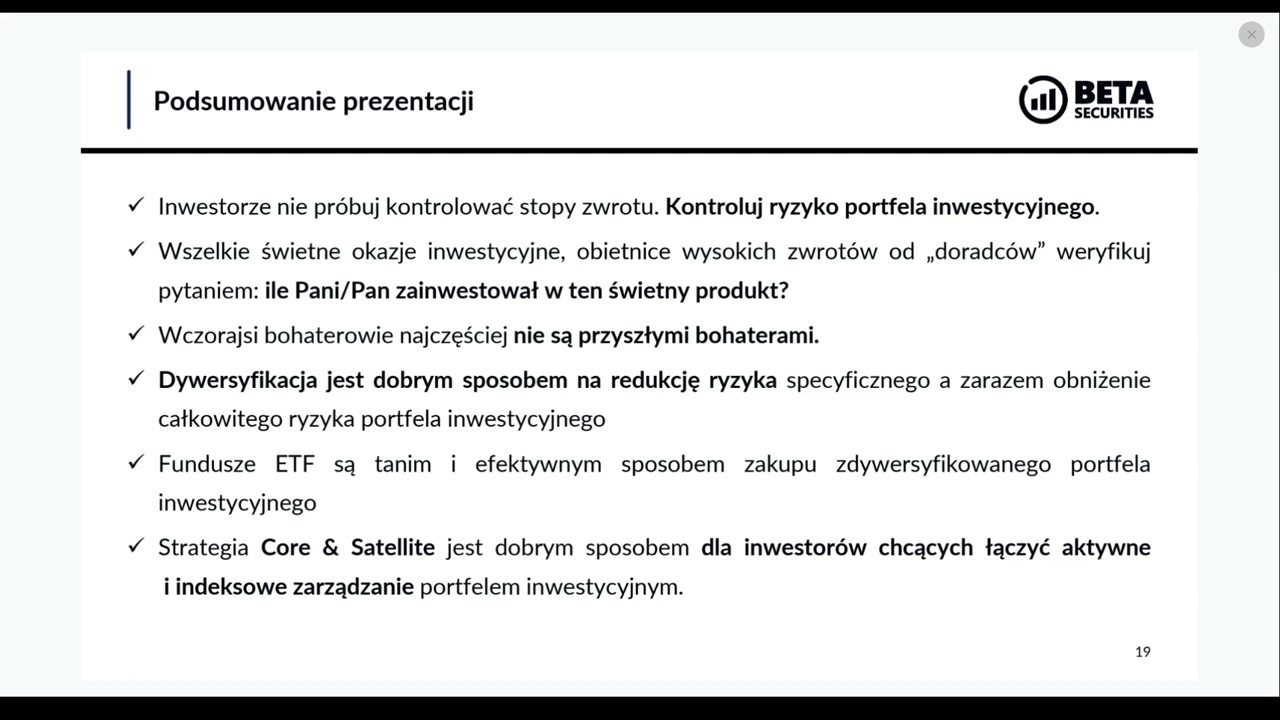 Podsumowanie prezentacji
BETA
SECURITIES
✓ Inwestorze nie próbuj kontrolować stopy zwrotu. Kontroluj ryzyko portfela inwestycyjnego.
✓ Wszelkie świetne okazje inwestycyjne, obietnice wysokich zwrotów od „doradców” weryfikuj
pytaniem: ile Pani/Pan zainwestował w ten świetny produkt?
✓ Wczorajsi bohaterowie najczęściej nie są przyszłymi bohaterami.
✓ Dywersyfikacja jest dobrym sposobem na redukcję ryzyka specyficznego a zarazem obniżenie
całkowitego ryzyka portfela inwestycyjnego
✓ Fundusze ETF są tanim i efektywnym sposobem zakupu zdywersyfikowanego portfela
inwestycyjnego
✓ Strategia Core & Satellite jest dobrym sposobem dla inwestorów chcących łączyć aktywne
i indeksowe zarządzanie portfelem inwestycyjnym.
19